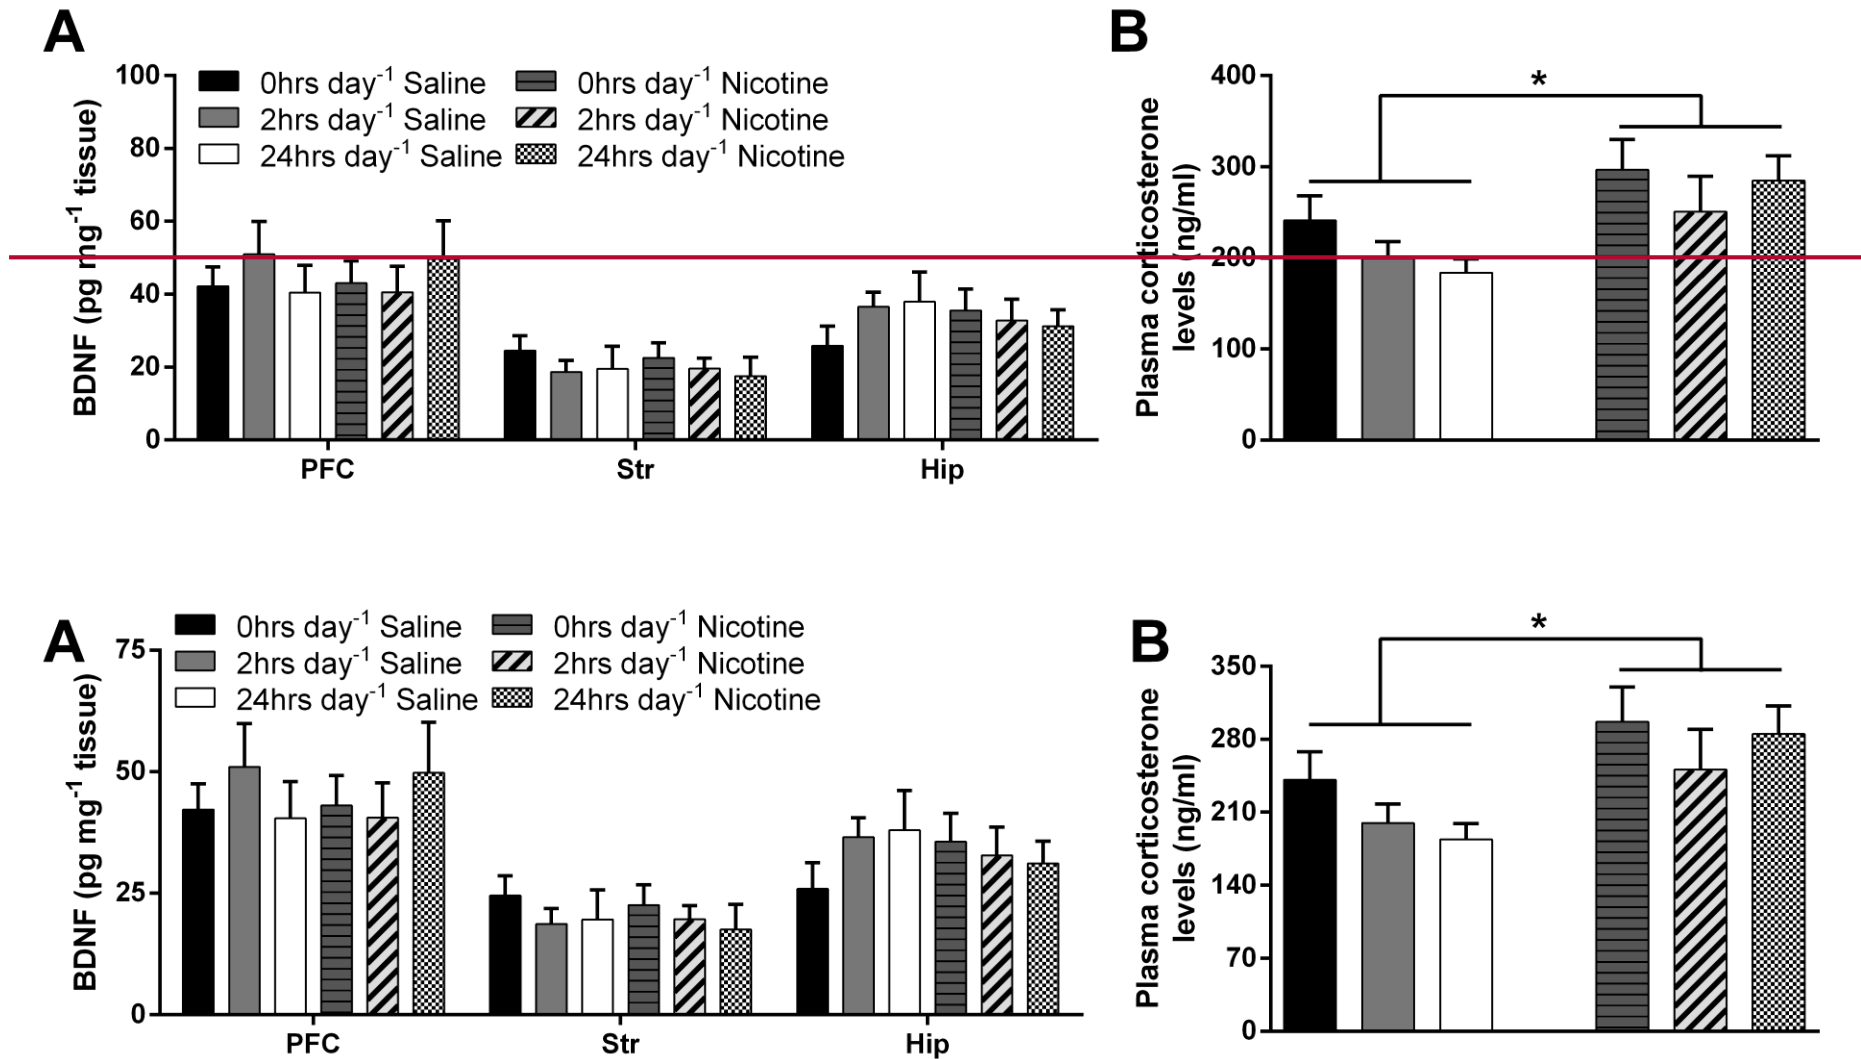 A
B
0hrs day-1 Saline
0hrs day-1 Nicotine
2hrs day-1 Saline
2hrs day-1 Nicotine
24hrs day-1 Saline
24hrs day-1 Nicotine
BDNF (pg mg-1 tissue)
100
80
60
40
20
0
PFC
Str
Hip
*
Plasma corticosterone
levels (ng/ml)
400
300
200
100
0
A
B
0hrs day-1 Saline
0hrs day-1 Nicotine
2hrs day-1 Saline
2hrs day-1 Nicotine
24hrs day-1 Saline
24hrs day-1 Nicotine
BDNF (pg mg-1 tissue)
75
50
25
0
PFC
Str
Hip
*
Plasma corticosterone
levels (ng/ml)
350
280
210
140
70
0